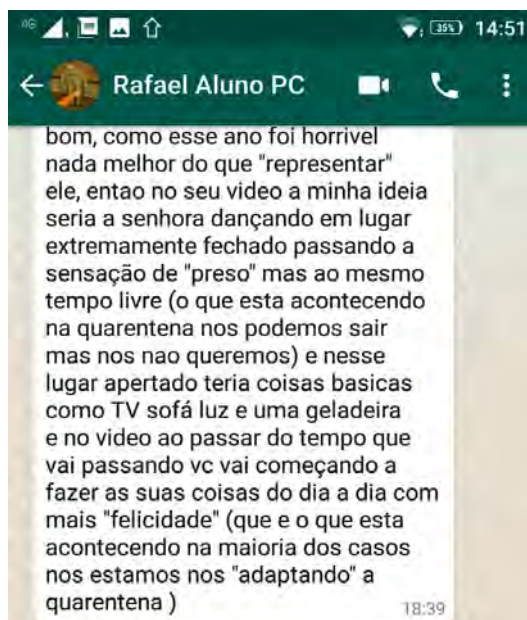 4G 35% 14:51
Rafael Aluno PC
bom, como esse ano foi horrivel
nada melhor do que "representar"
ele, entao no seu video a minha ideia
seria a senhora dançando em lugar
extremamente fechado passando a
sensação de "preso" mas ao mesmo
tempo livre (o que esta acontecendo
na quarentena nos podemos sair
mas nos nao queremos) e nesse
lugar apertado teria coisas basicas
como TV sofá luz e uma geladeira
e no video ao passar do tempo que
vai passando vc vai começando a
fazer as suas coisas do dia a dia com
mais "felicidade" (que e o que esta
acontecendo na maioria dos casos
nos estamos nos "adaptando" a
quarentena )
18:39